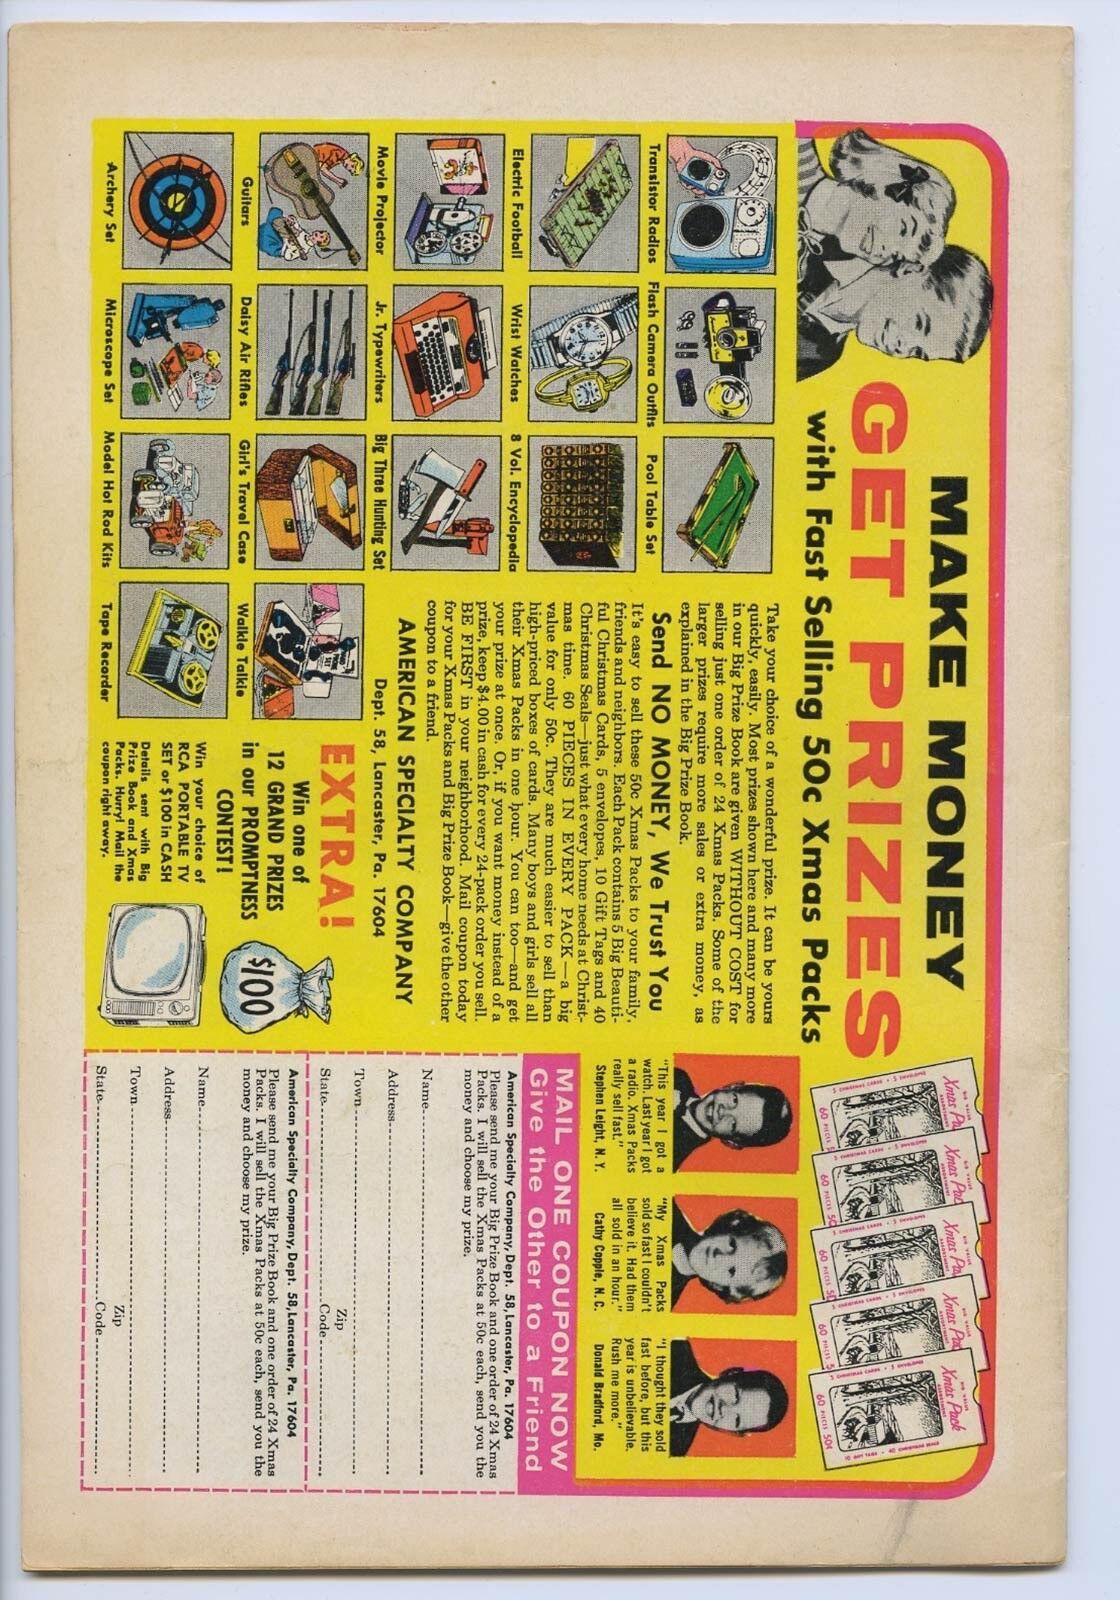 MAKE MONEY
GET PRIZES
with Fast Selling 50c Xmas Packs
Transistor Radios
Flash Camera Outfits
Pool Table Set
Electric Football
Wrist Watches
8 Vol. Encyclopedia
Movie Projector
Jr. Typewriters
Big Three Hunting Set
Guitars
Daisy Air Rifles
Girl's Travel Case
Walkie Talkie
Archery Set
Microscope Set
Model Hot Rod Kits
Tape Recorder
Take your choice of a wonderful prize. It can be yours
quickly, easily. Most prizes shown here and many more
in our Big Prize Book are given WITHOUT COST for
selling just one order of 24 Xmas Packs. Some of the
larger prizes require more sales or extra money, as
explained in the Big Prize Book.
Send NO MONEY, We Trust You
It's easy to sell these 50c Xmas Packs to your family,
friends and neighbors. Each Pack contains 5 Big Beauti-
ful Christmas Cards, 5 envelopes, 10 Gift Tags and 40
Christmas Seals—just what every home needs at Christ-
mas time. 60 PIECES IN EVERY PACK—a big
value for only 50c. They are much easier to sell than
high-priced boxes of cards. Many boys and girls sell all
their Xmas Packs in one hour. You can too—and get
your prize at once. Or, if you want money instead of a
prize, keep $4.00 in cash for every 24-pack order you sell.
BE FIRST in your neighborhood. Mail coupon today
for your Xmas Packs and Big Prize Book—give the other
coupon to a friend.
AMERICAN SPECIALTY COMPANY
Dept. 58, Lancaster, Pa. 17604
EXTRA!
Win one of
12 GRAND PRIZES
in our PROMPTNESS
CONTEST!
Win your choice of
RCA PORTABLE TV
SET or $100 in CASH
Details sent with Big
Prize Book and Xmas
Packs. Hurry! Mail the
coupon right away.
$100
BIG VALUE
Xmas Pack
ASSORTMENT
5 CHRISTMAS CARDS • 5 ENVELOPES
60 PIECES 50¢
10 GIFT TAGS • 40 CHRISTMAS SEALS
"This year I got a
watch. Last year I got
a radio. Xmas Packs
really sell fast."
Stephen Leight, N. Y.
"My Xmas Packs
sold so fast I couldn't
believe it. Had them
all sold in an hour."
Cathy Copple, N. C.
"I thought they sold
fast before, but this
year is unbelievable.
Rush me more."
Donald Bradford, Mo.
MAIL ONE COUPON NOW
Give the Other to a Friend
American Specialty Company, Dept. 58, Lancaster, Pa. 17604
Please send me your Big Prize Book and one order of 24 Xmas
Packs. I will sell the Xmas Packs at 50c each, send you the
money and choose my prize.
Name
Address
Town
Zip
State Code
American Specialty Company, Dept. 58, Lancaster, Pa. 17604
Please send me your Big Prize Book and one order of 24 Xmas
Packs. I will sell the Xmas Packs at 50c each, send you the
money and choose my prize.
Name
Address
Town
Zip
State Code